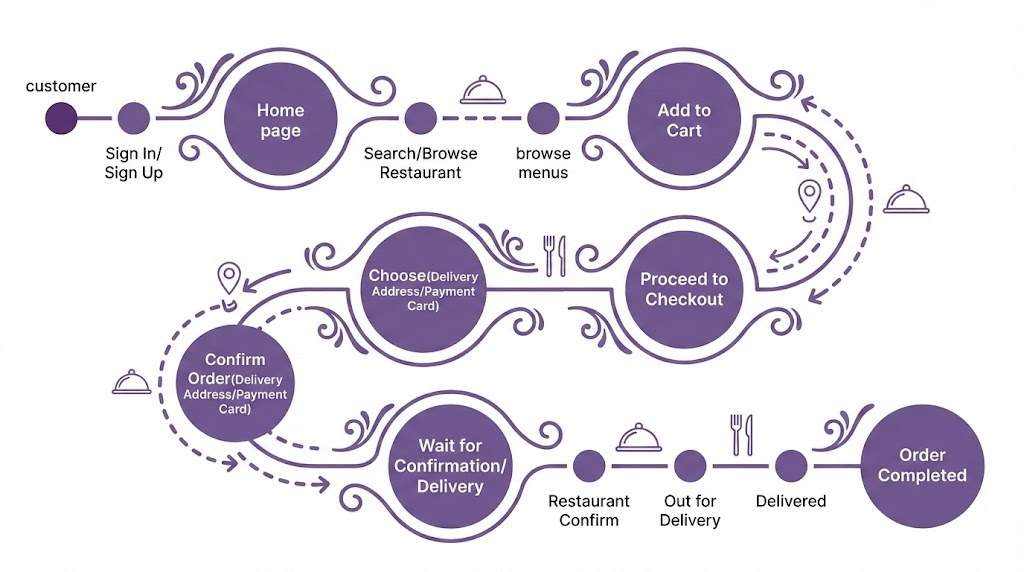 customer
Sign In/
Sign Up
Home
page
Search/Browse
Restaurant
browse
menus
Add to
Cart
Proceed to
Checkout
Choose(Delivery
Address/Payment
Card)
Confirm
Order(Delivery
Address/Payment
Card)
Wait for
Confirmation/
Delivery
Restaurant
Confirm
Out for
Delivery
Delivered
Order
Completed